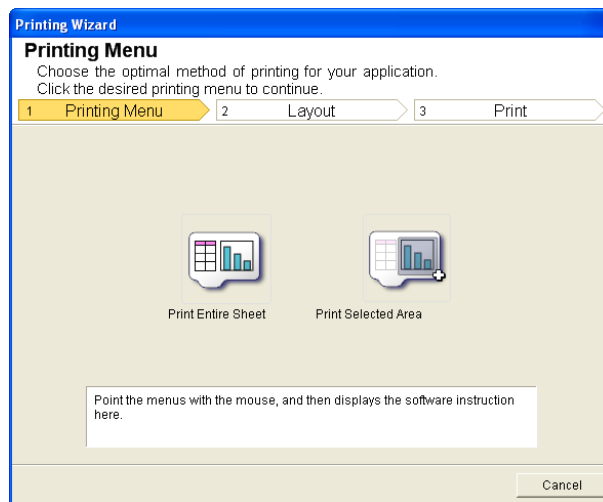 Printing Wizard
Printing Menu
Choose the optimal method of printing for your application.
Click the desired printing menu to continue.
1 Printing Menu 2 Layout 3 Print
Print Entire Sheet Print Selected Area
Point the menus with the mouse, and then displays the software instruction
here.
Cancel